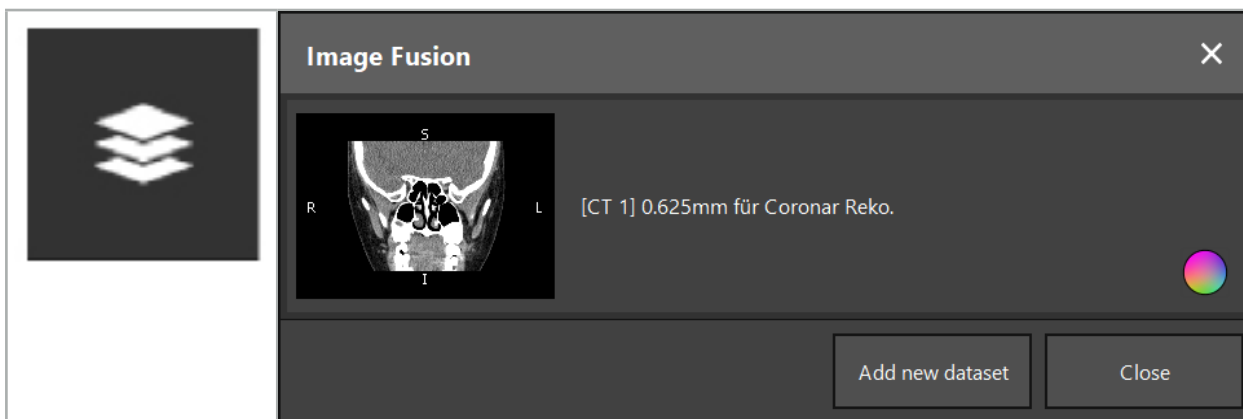 Image Fusion
S
R
L
I
[CT 1] 0.625mm für Coronar Reko.
Add new dataset
Close